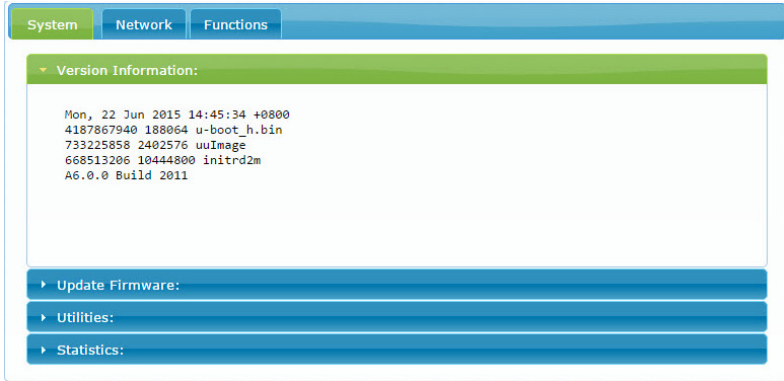 System Network Functions
Version Information:
Mon, 22 Jun 2015 14:45:34 +0800
4187867940 188064 u-boot_h.bin
733225858 2402576 uuImage
668513206 10444800 initrd2m
A6.0.0 Build 2011
Update Firmware:
Utilities:
Statistics: